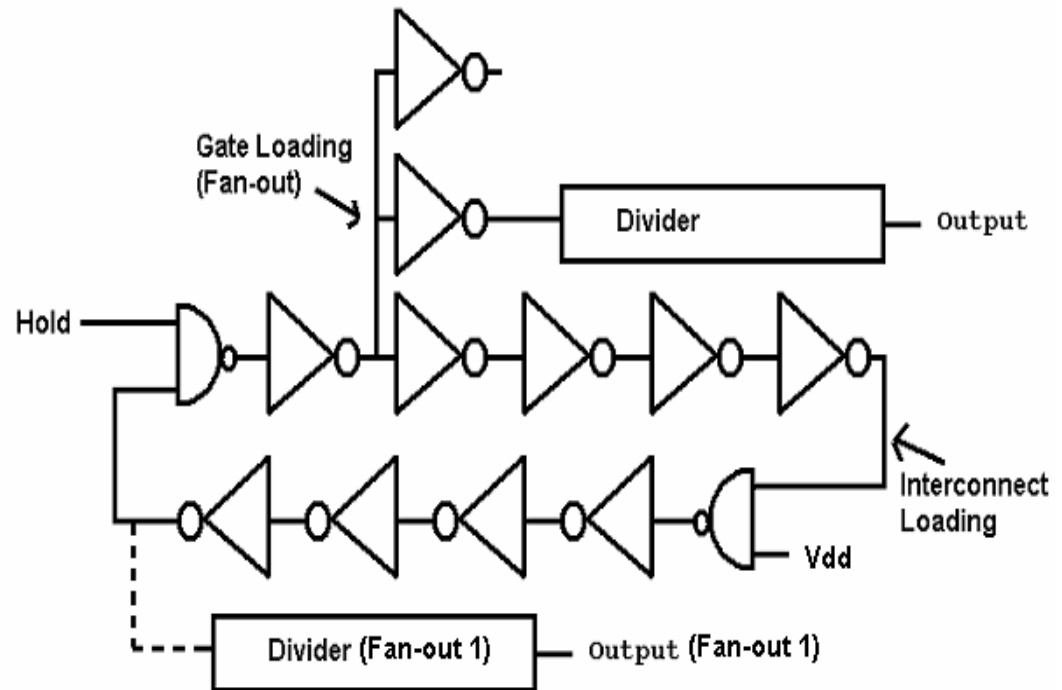 Gate Loading
(Fan-out)
Divider
Output
Hold
Interconnect
Loading
Vdd
Divider (Fan-out 1)
Output (Fan-out 1)